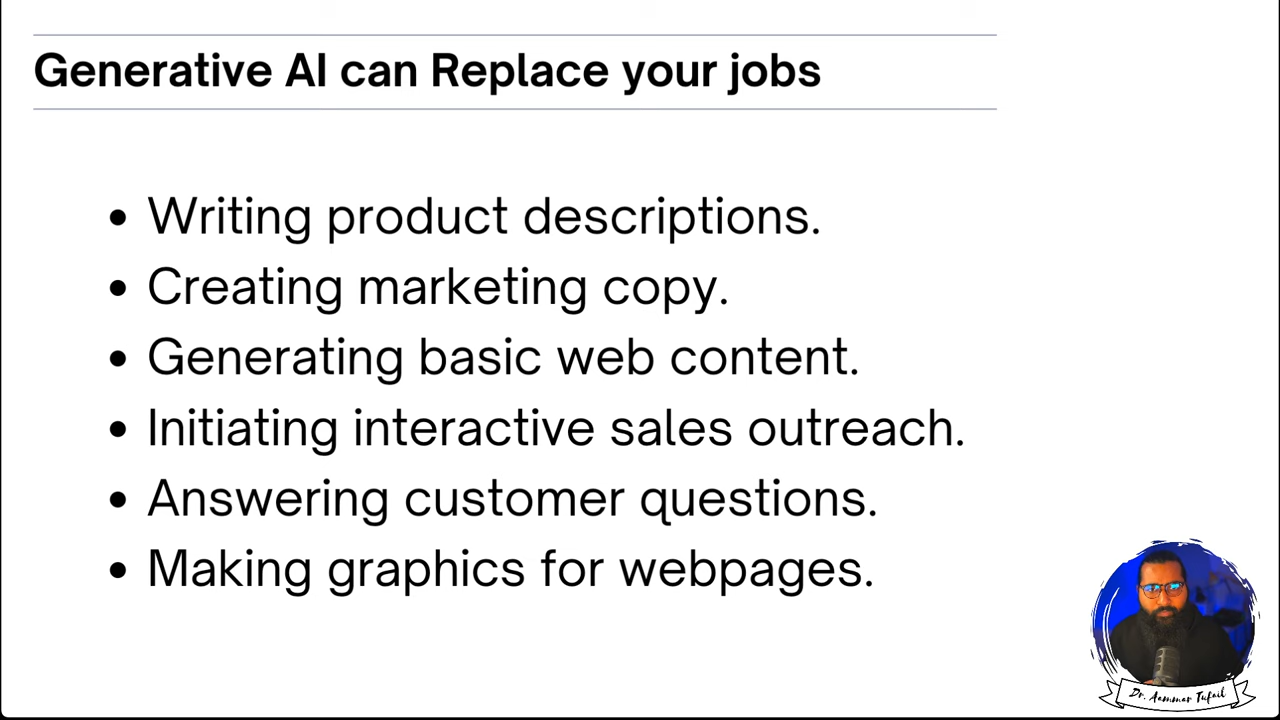 Generative AI can Replace your jobs
• Writing product descriptions.
• Creating marketing copy.
• Generating basic web content.
• Initiating interactive sales outreach.
• Answering customer questions.
• Making graphics for webpages.
Dr. Aammar Tufail